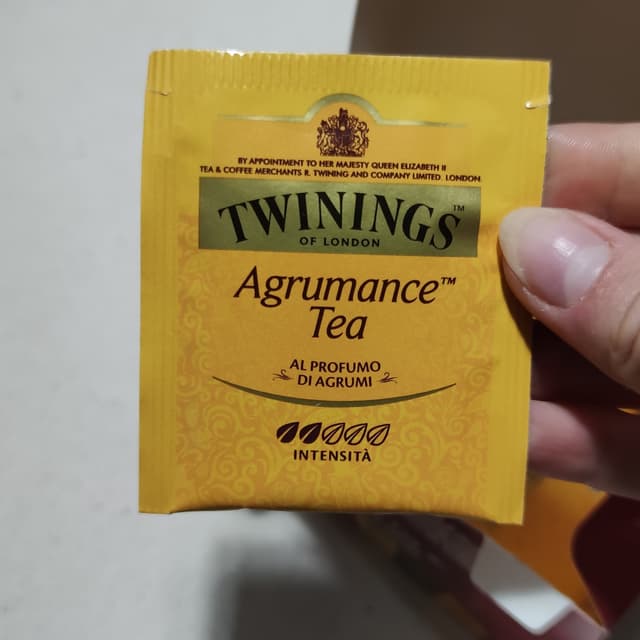 BY APPOINTMENT TO HER MAJESTY QUEEN ELIZABETH II
TEA & COFFEE MERCHANTS R. TWINING AND COMPANY LIMITED. LONDON
TWININGS™
OF LONDON
Agrumance™
Tea
AL PROFUMO
DI AGRUMI
INTENSITÀ